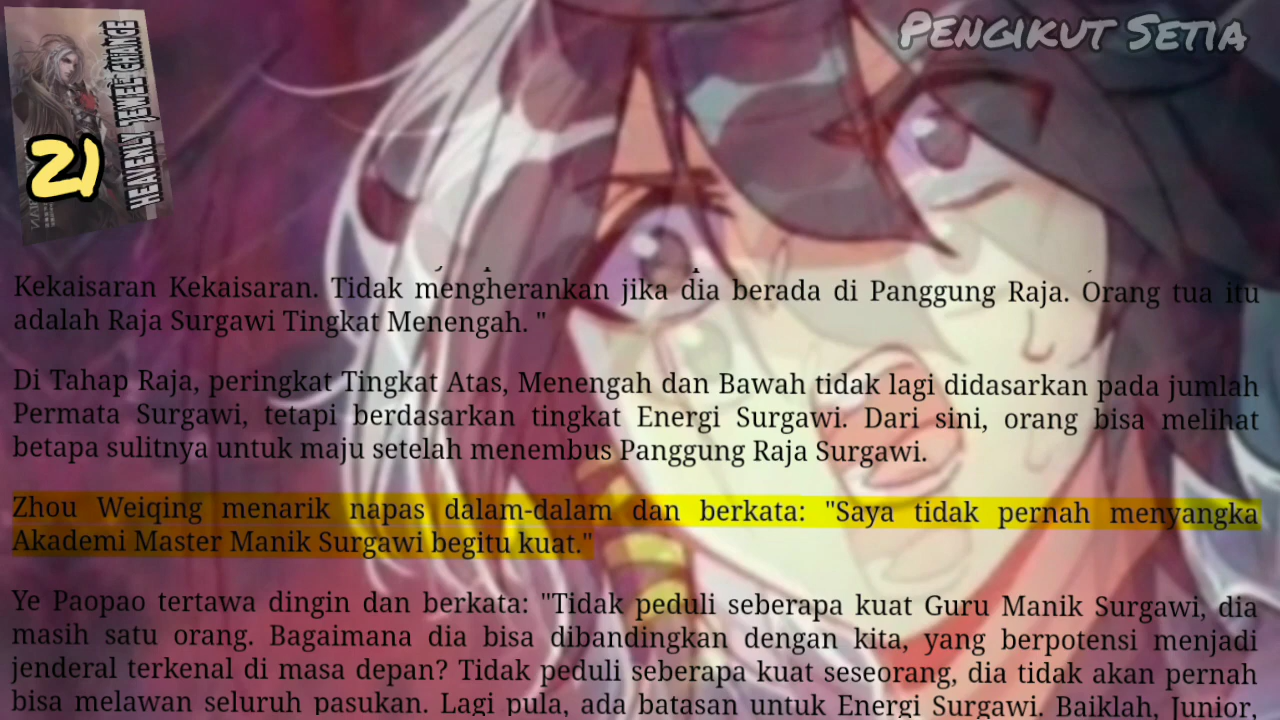 PENGIKUT SETIA
HEAVENLY JEWEL CHANGE
21
Kekaisaran Kekaisaran. Tidak mengherankan jika dia berada di Panggung Raja. Orang tua itu
adalah Raja Surgawi Tingkat Menengah. "
Di Tahap Raja, peringkat Tingkat Atas, Menengah dan Bawah tidak lagi didasarkan pada jumlah
Permata Surgawi, tetapi berdasarkan tingkat Energi Surgawi. Dari sini, orang bisa melihat
betapa sulitnya untuk maju setelah menembus Panggung Raja Surgawi.
Zhou Weiqing menarik napas dalam-dalam dan berkata: "Saya tidak pernah menyangka
Akademi Master Manik Surgawi begitu kuat."
Ye Paopao tertawa dingin dan berkata: "Tidak peduli seberapa kuat Guru Manik Surgawi, dia
masih satu orang. Bagaimana dia bisa dibandingkan dengan kita, yang berpotensi menjadi
jenderal terkenal di masa depan? Tidak peduli seberapa kuat seseorang, dia tidak akan pernah
bisa melawan seluruh pasukan. Lagi pula, ada batasan untuk Energi Surgawi. Baiklah, Junior,